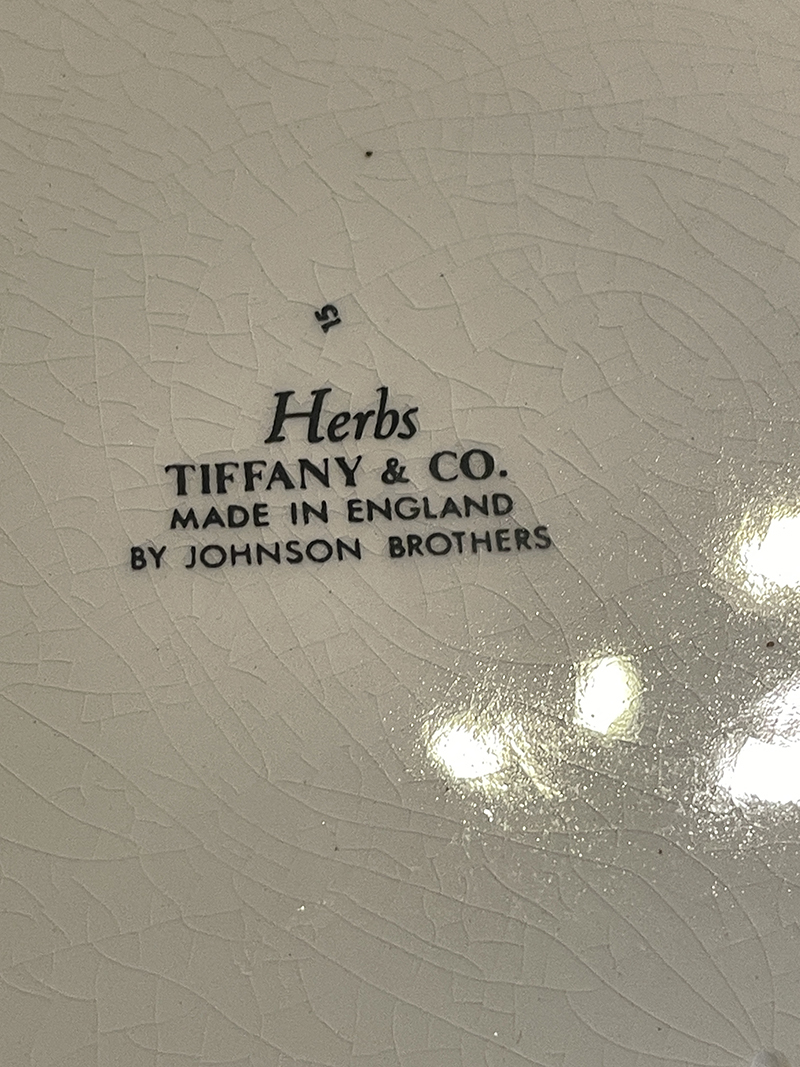 15
Herbs
TIFFANY & CO.
MADE IN ENGLAND
BY JOHNSON BROTHERS